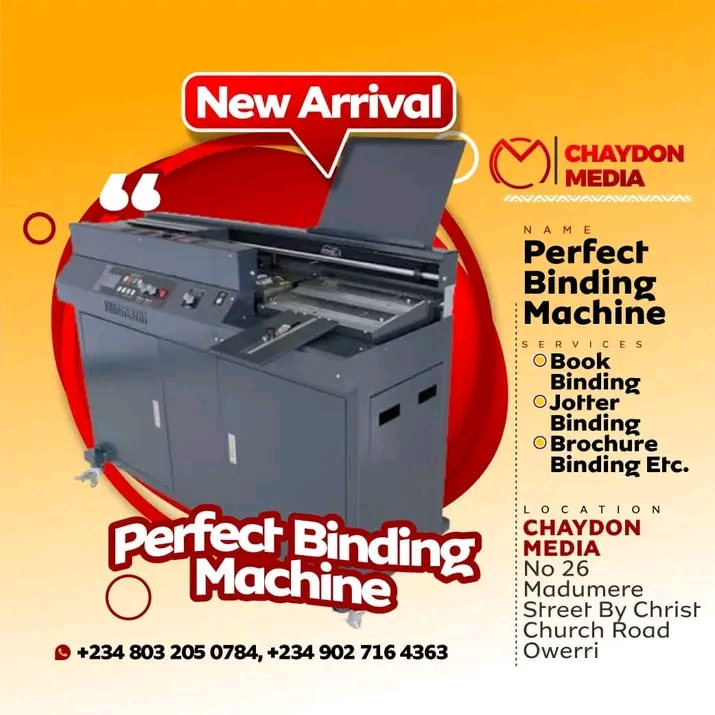 New Arrival
CHAYDON
MEDIA
NAME
Perfect
Binding
Machine
SERVICES
Book
Binding
Jotter
Binding
Brochure
Binding Etc.
LOCATION
CHAYDON
MEDIA
No 26
Madumere
Street By Christ
Church Road
Owerri
Perfect Binding
Machine
+234 803 205 0784, +234 902 716 4363